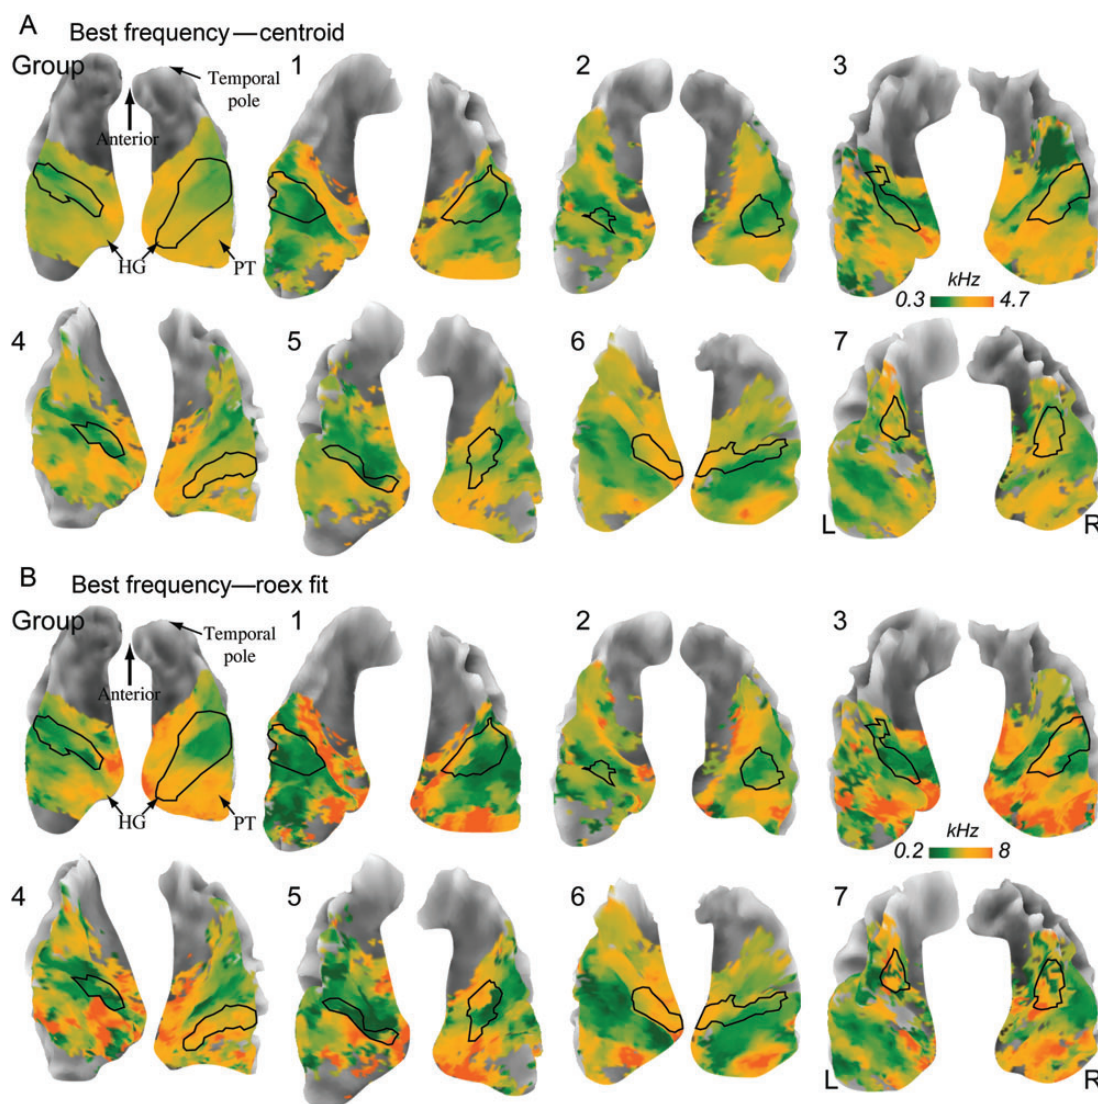 A
Best frequency—centroid
Group
1
2
3
Temporal
pole
Anterior
HG
PT
kHz
0.3 4.7
4
5
6
7
L
R
B
Best frequency—roex fit
Group
1
2
3
Temporal
pole
Anterior
HG
PT
kHz
0.2 8
4
5
6
7
L
R